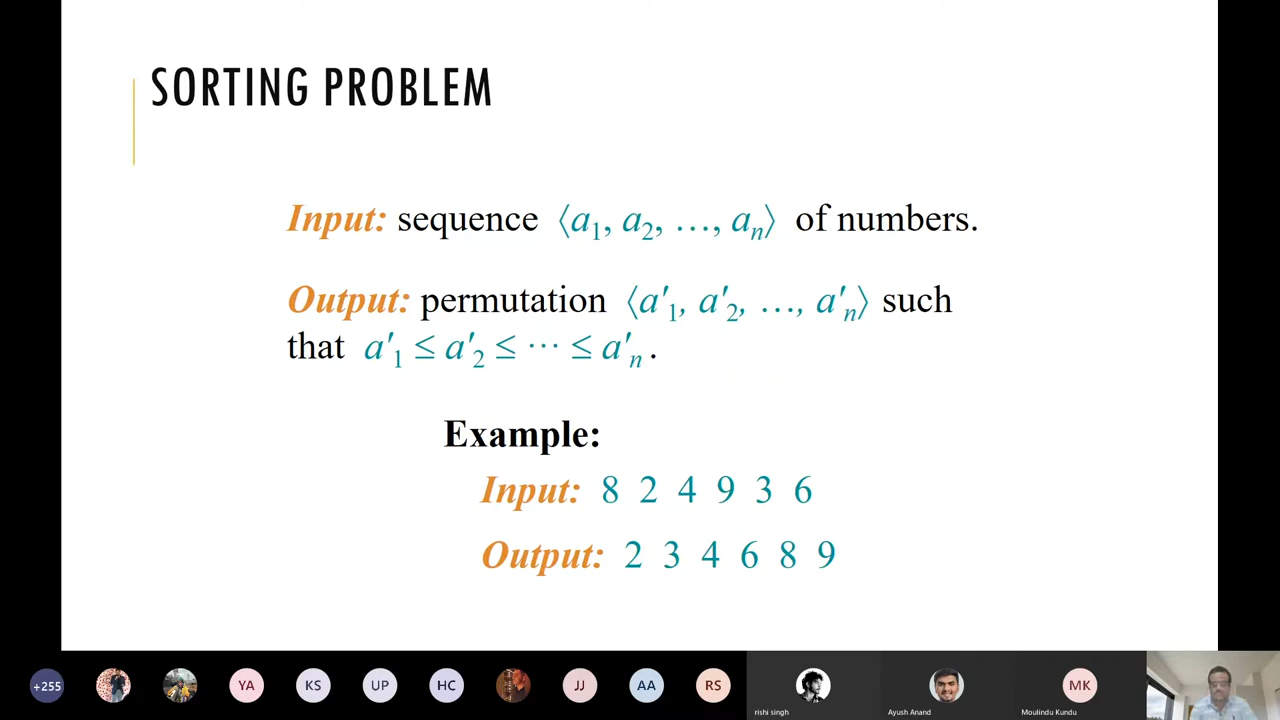 SORTING PROBLEM
Input: sequence ⟨a₁, a₂, …, aₙ⟩ of numbers.
Output: permutation ⟨a′₁, a′₂, …, a′ₙ⟩ such
that a′₁ ≤ a′₂ ≤ ⋯ ≤ a′ₙ .
Example:
Input: 8 2 4 9 3 6
Output: 2 3 4 6 8 9
+255 YA KS UP HC JJ AA RS MK
rishi singh Ayush Anand Moulindu Kundu